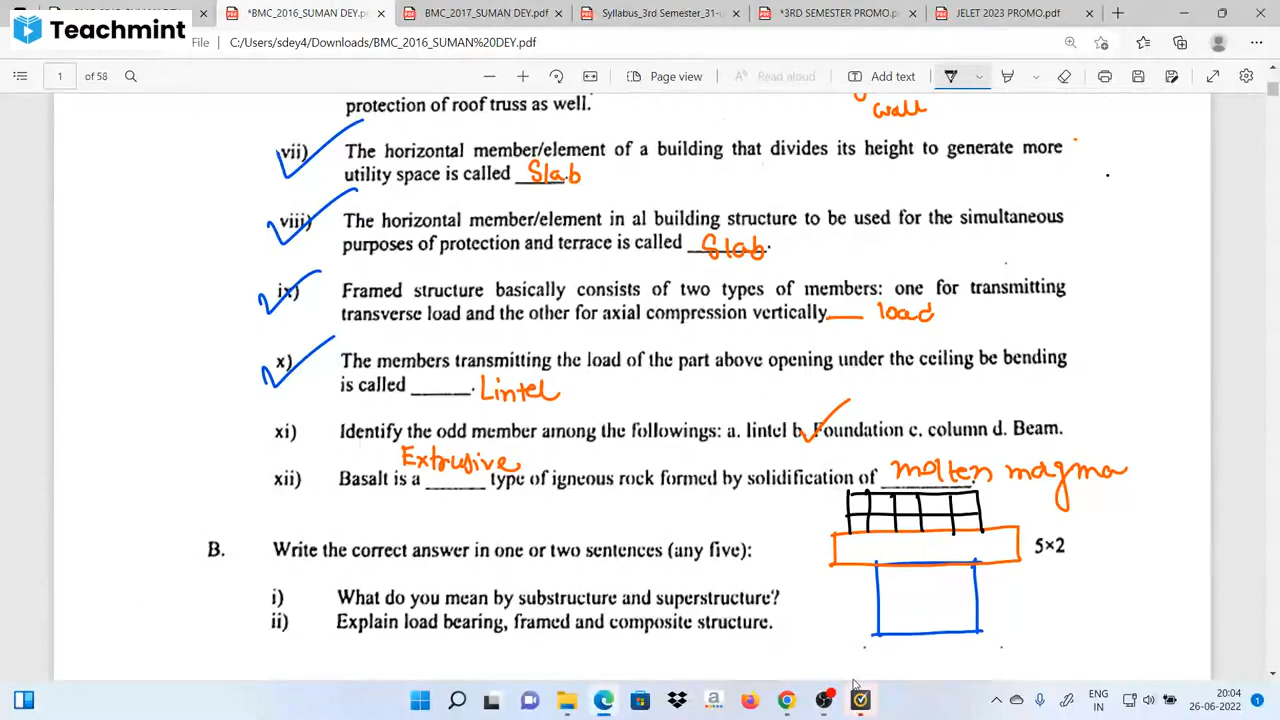 *BMC_2016_SUMAN DEY. BMC_2017_SUMAN DEY.pdf Syllabus_3rd semester_31- *3RD SEMESTER PROMO.p JELET 2023 PROMO.pdf
Teachmint
File C:/Users/sdey4/Downloads/BMC_2016_SUMAN%20DEY.pdf
1 of 58 Page view Read aloud Add text
protection of roof truss as well.
wall
vii) The horizontal member/element of a building that divides its height to generate more
utility space is called Slab.
viii) The horizontal member/element in al building structure to be used for the simultaneous
purposes of protection and terrace is called Slab.
ix) Framed structure basically consists of two types of members: one for transmitting
transverse load and the other for axial compression vertically__ load
x) The members transmitting the load of the part above opening under the ceiling be bending
is called _____. Lintel
xi) Identify the odd member among the followings: a. lintel b. Foundation c. column d. Beam.
Extrusive
xii) Basalt is a _____ type of igneous rock formed by solidification of molten magma.
B. Write the correct answer in one or two sentences (any five): 5×2
i) What do you mean by substructure and superstructure?
ii) Explain load bearing, framed and composite structure.
ENG 20:04
IN 26-06-2022 1